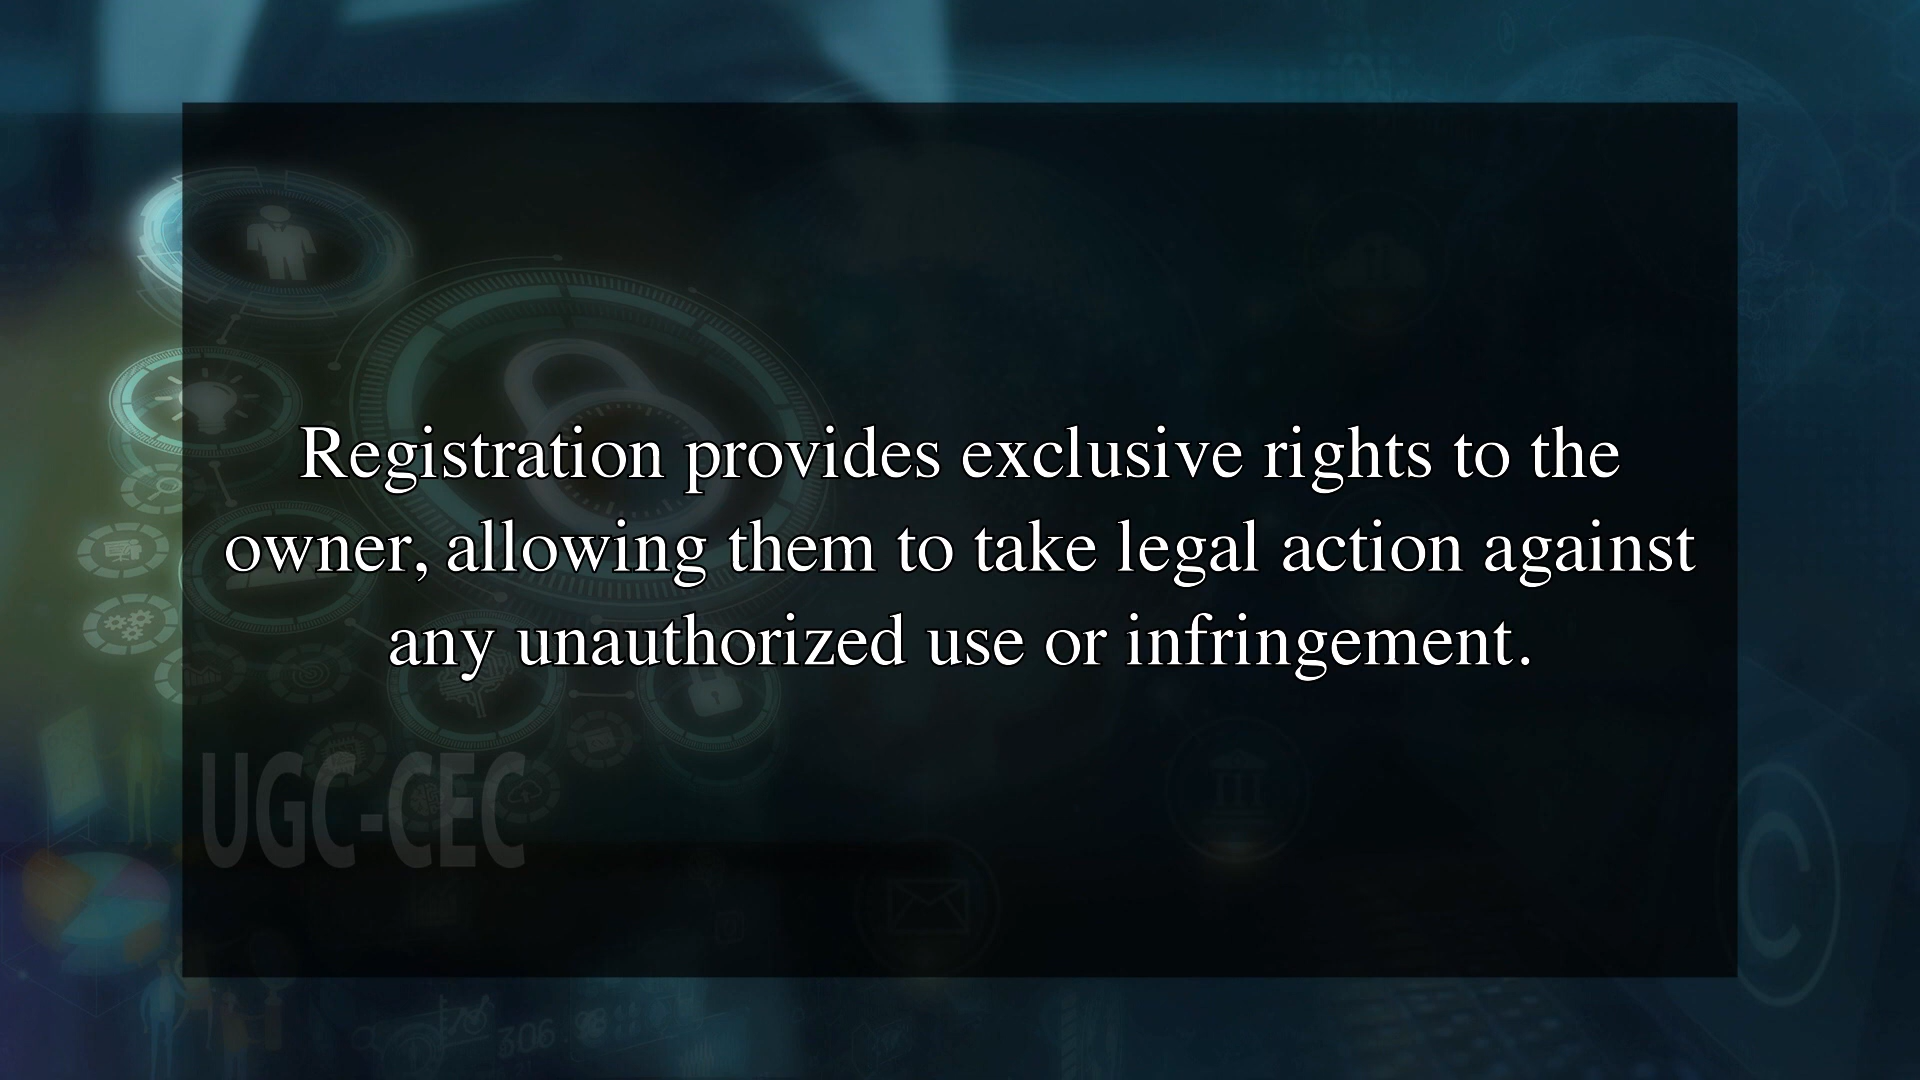 Registration provides exclusive rights to the
owner, allowing them to take legal action against
any unauthorized use or infringement.
UGC-CEC
C
306